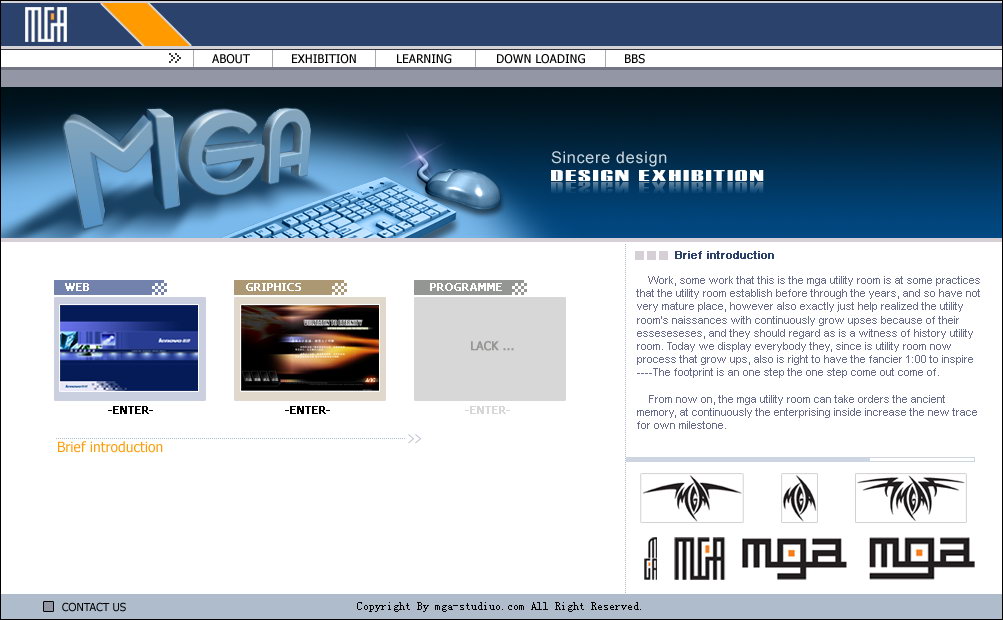 MGA
ABOUT
EXHIBITION
LEARNING
DOWN LOADING
BBS
MGA
Sincere design
DESIGN EXHIBITION
WEB
GRIPHICS
PROGRAMME
lenovo
LACK ...
-ENTER-
-ENTER-
-ENTER-
Brief introduction
Brief introduction
Work, some work that this is the mga utility room is at some practices
that the utility room establish before through the years, and so have not
very mature place, however also exactly just help realized the utility
room's naissances with continuously grow upses because of their
esseseseses, and they should regard as is a witness of history utility
room. Today we display everybody they, since is utility room now
process that grow ups, also is right to have the fancier 1:00 to inspire
----The footprint is an one step the one step come out come of.
From now on, the mga utility room can take orders the ancient
memory, at continuously the enterprising inside increase the new trace
for own milestone.
MGA
MGA
MGA
MGA
MGA
mga
mga
CONTACT US
Copyright By mga-studiuo.com All Right Reserved.